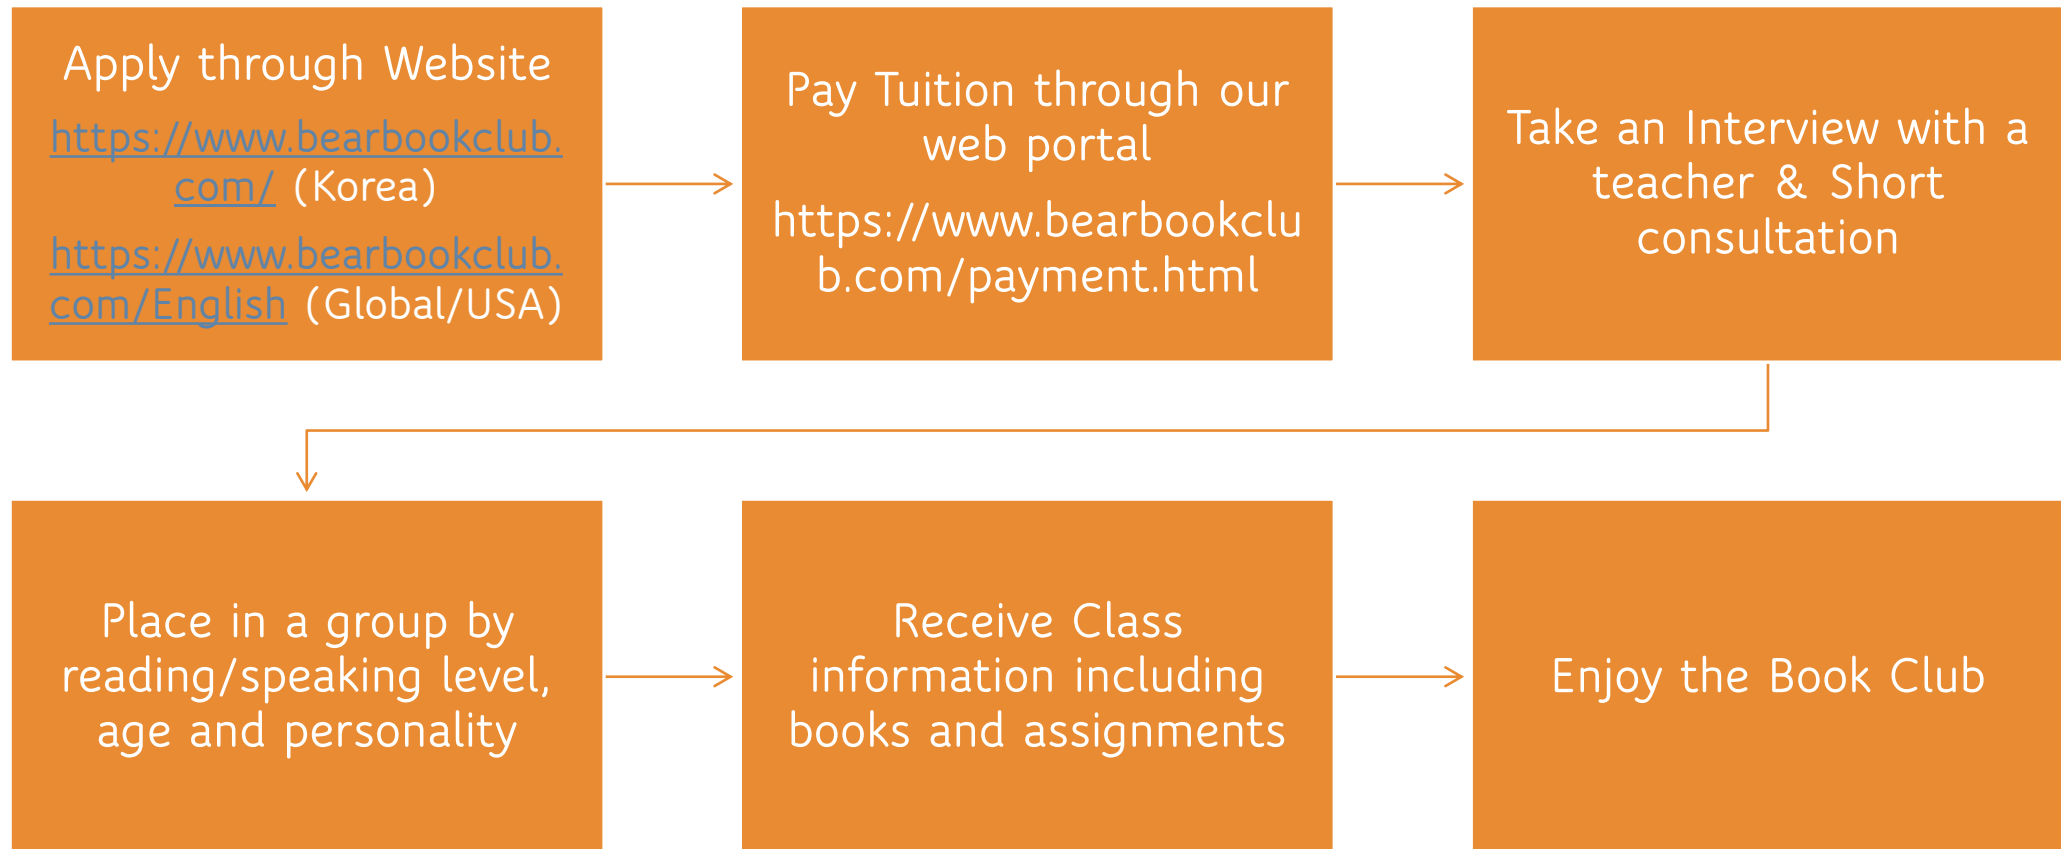 Apply through Website
https://www.bearbookclub.
com/ (Korea)
https://www.bearbookclub.
com/English (Global/USA)
Pay Tuition through our
web portal
https://www.bearbookclu
b.com/payment.html
Take an Interview with a
teacher & Short
consultation
Place in a group by
reading/speaking level,
age and personality
Receive Class
information including
books and assignments
Enjoy the Book Club